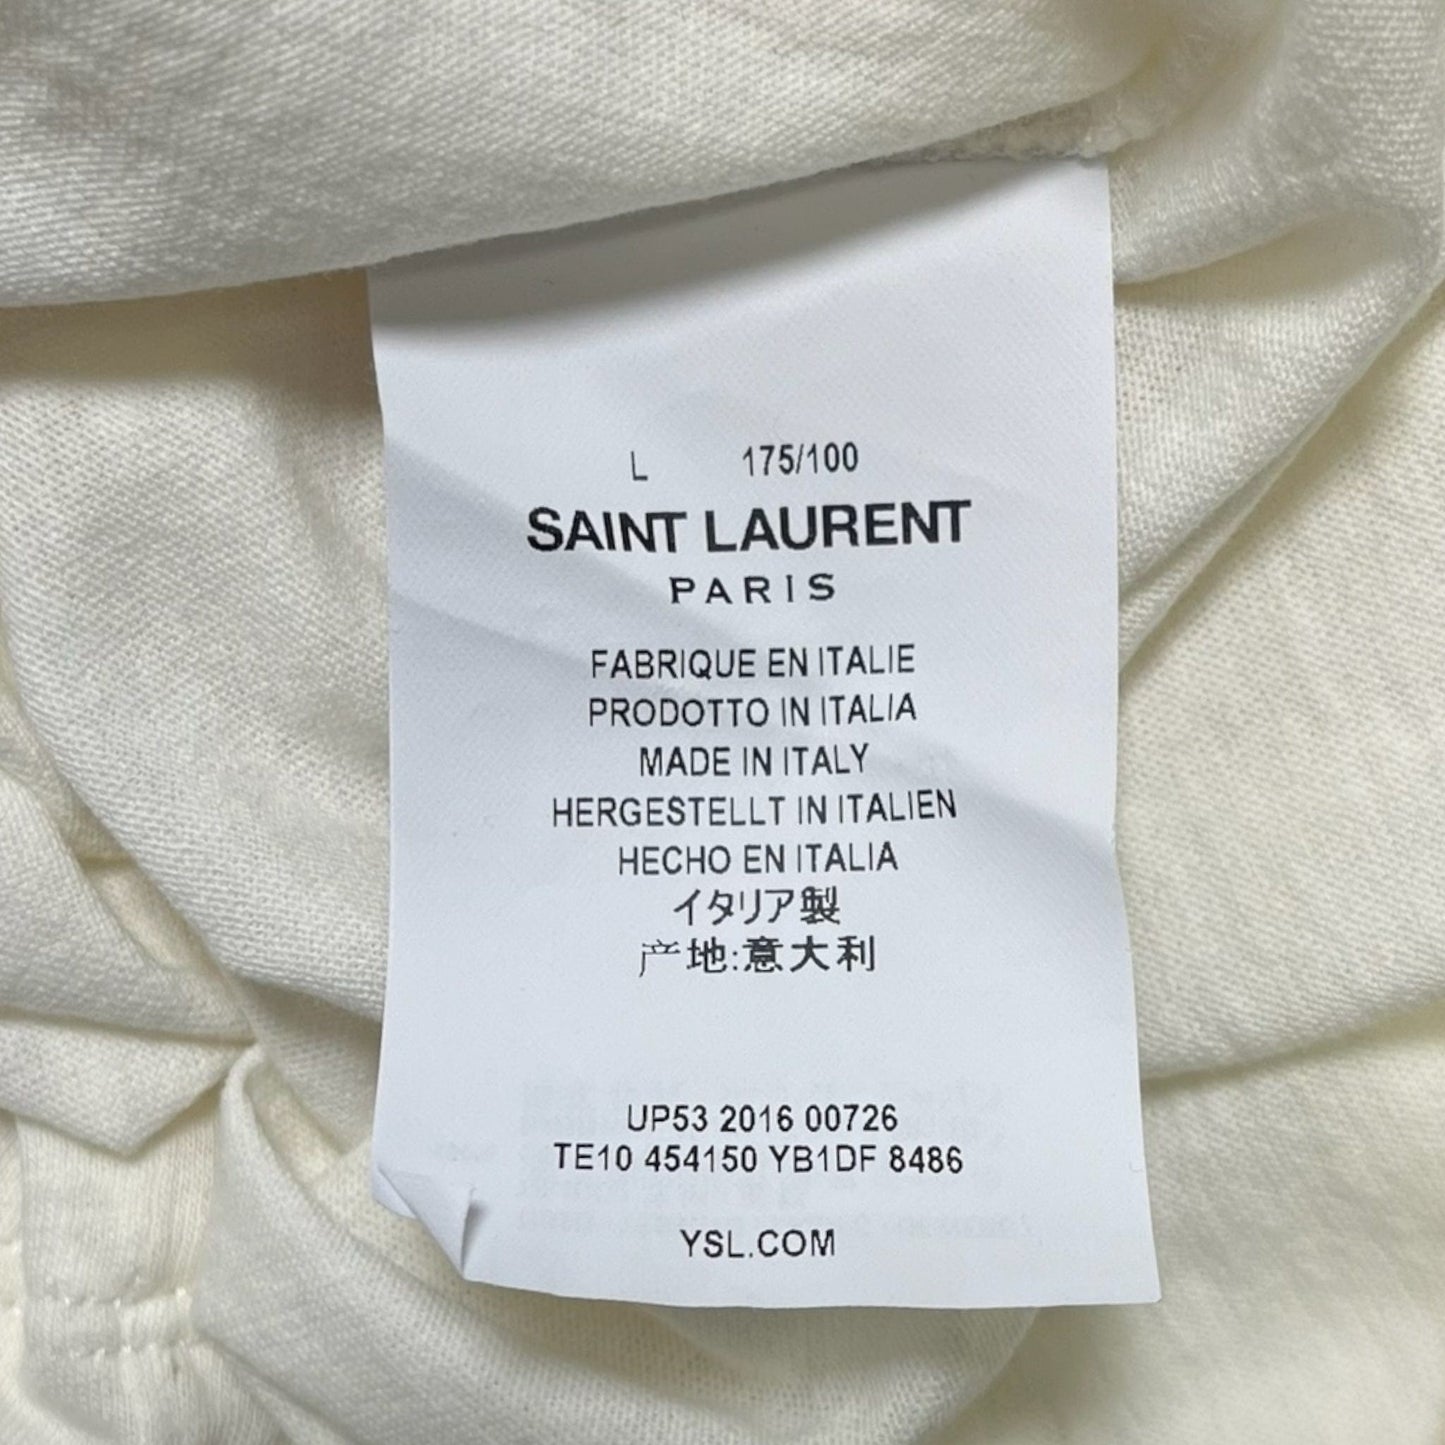 L 175/100
SAINT LAURENT
PARIS
FABRIQUE EN ITALIE
PRODOTTO IN ITALIA
MADE IN ITALY
HERGESTELLT IN ITALIEN
HECHO EN ITALIA
イタリア製
产地:意大利
UP53 2016 00726
TE10 454150 YB1DF 8486
YSL.COM